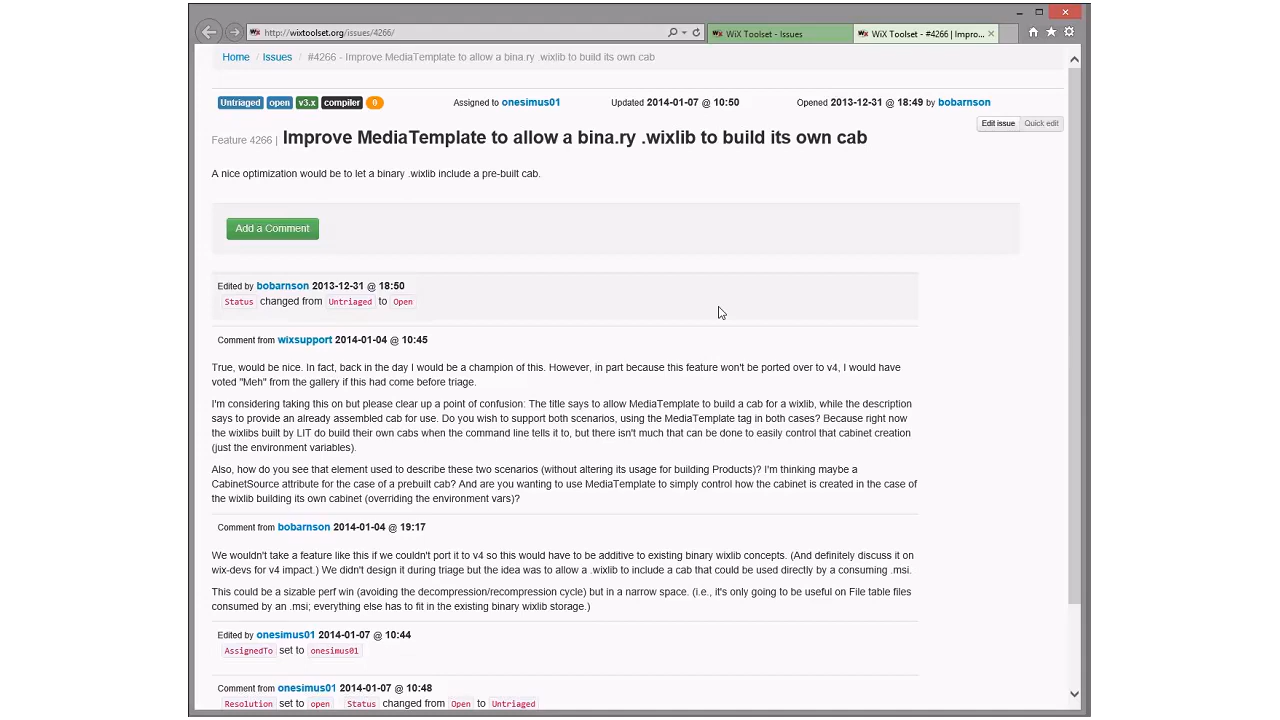 http://wixtoolset.org/issues/4266/
WiX Toolset - Issues
WiX Toolset - #4266 | Impro...
Home / Issues / #4266 - Improve MediaTemplate to allow a bina.ry .wixlib to build its own cab
Untriaged open v3.x compiler 0 Assigned to onesimus01 Updated 2014-01-07 @ 10:50 Opened 2013-12-31 @ 18:49 by bobarnson
Edit issue Quick edit
Feature 4266 | Improve MediaTemplate to allow a bina.ry .wixlib to build its own cab
A nice optimization would be to let a binary .wixlib include a pre-built cab.
Add a Comment
Edited by bobarnson 2013-12-31 @ 18:50
Status changed from Untriaged to Open
Comment from wixsupport 2014-01-04 @ 10:45
True, would be nice. In fact, back in the day I would be a champion of this. However, in part because this feature won't be ported over to v4, I would have
voted "Meh" from the gallery if this had come before triage.
I'm considering taking this on but please clear up a point of confusion: The title says to allow MediaTemplate to build a cab for a wixlib, while the description
says to provide an already assembled cab for use. Do you wish to support both scenarios, using the MediaTemplate tag in both cases? Because right now
the wixlibs built by LIT do build their own cabs when the command line tells it to, but there isn't much that can be done to easily control that cabinet creation
(just the environment variables).
Also, how do you see that element used to describe these two scenarios (without altering its usage for building Products)? I'm thinking maybe a
CabinetSource attribute for the case of a prebuilt cab? And are you wanting to use MediaTemplate to simply control how the cabinet is created in the case of
the wixlib building its own cabinet (overriding the environment vars)?
Comment from bobarnson 2014-01-04 @ 19:17
We wouldn't take a feature like this if we couldn't port it to v4 so this would have to be additive to existing binary wixlib concepts. (And definitely discuss it on
wix-devs for v4 impact.) We didn't design it during triage but the idea was to allow a .wixlib to include a cab that could be used directly by a consuming .msi.
This could be a sizable perf win (avoiding the decompression/recompression cycle) but in a narrow space. (i.e., it's only going to be useful on File table files
consumed by an .msi; everything else has to fit in the existing binary wixlib storage.)
Edited by onesimus01 2014-01-07 @ 10:44
AssignedTo set to onesimus01
Comment from onesimus01 2014-01-07 @ 10:48
Resolution set to open Status changed from Open to Untriaged